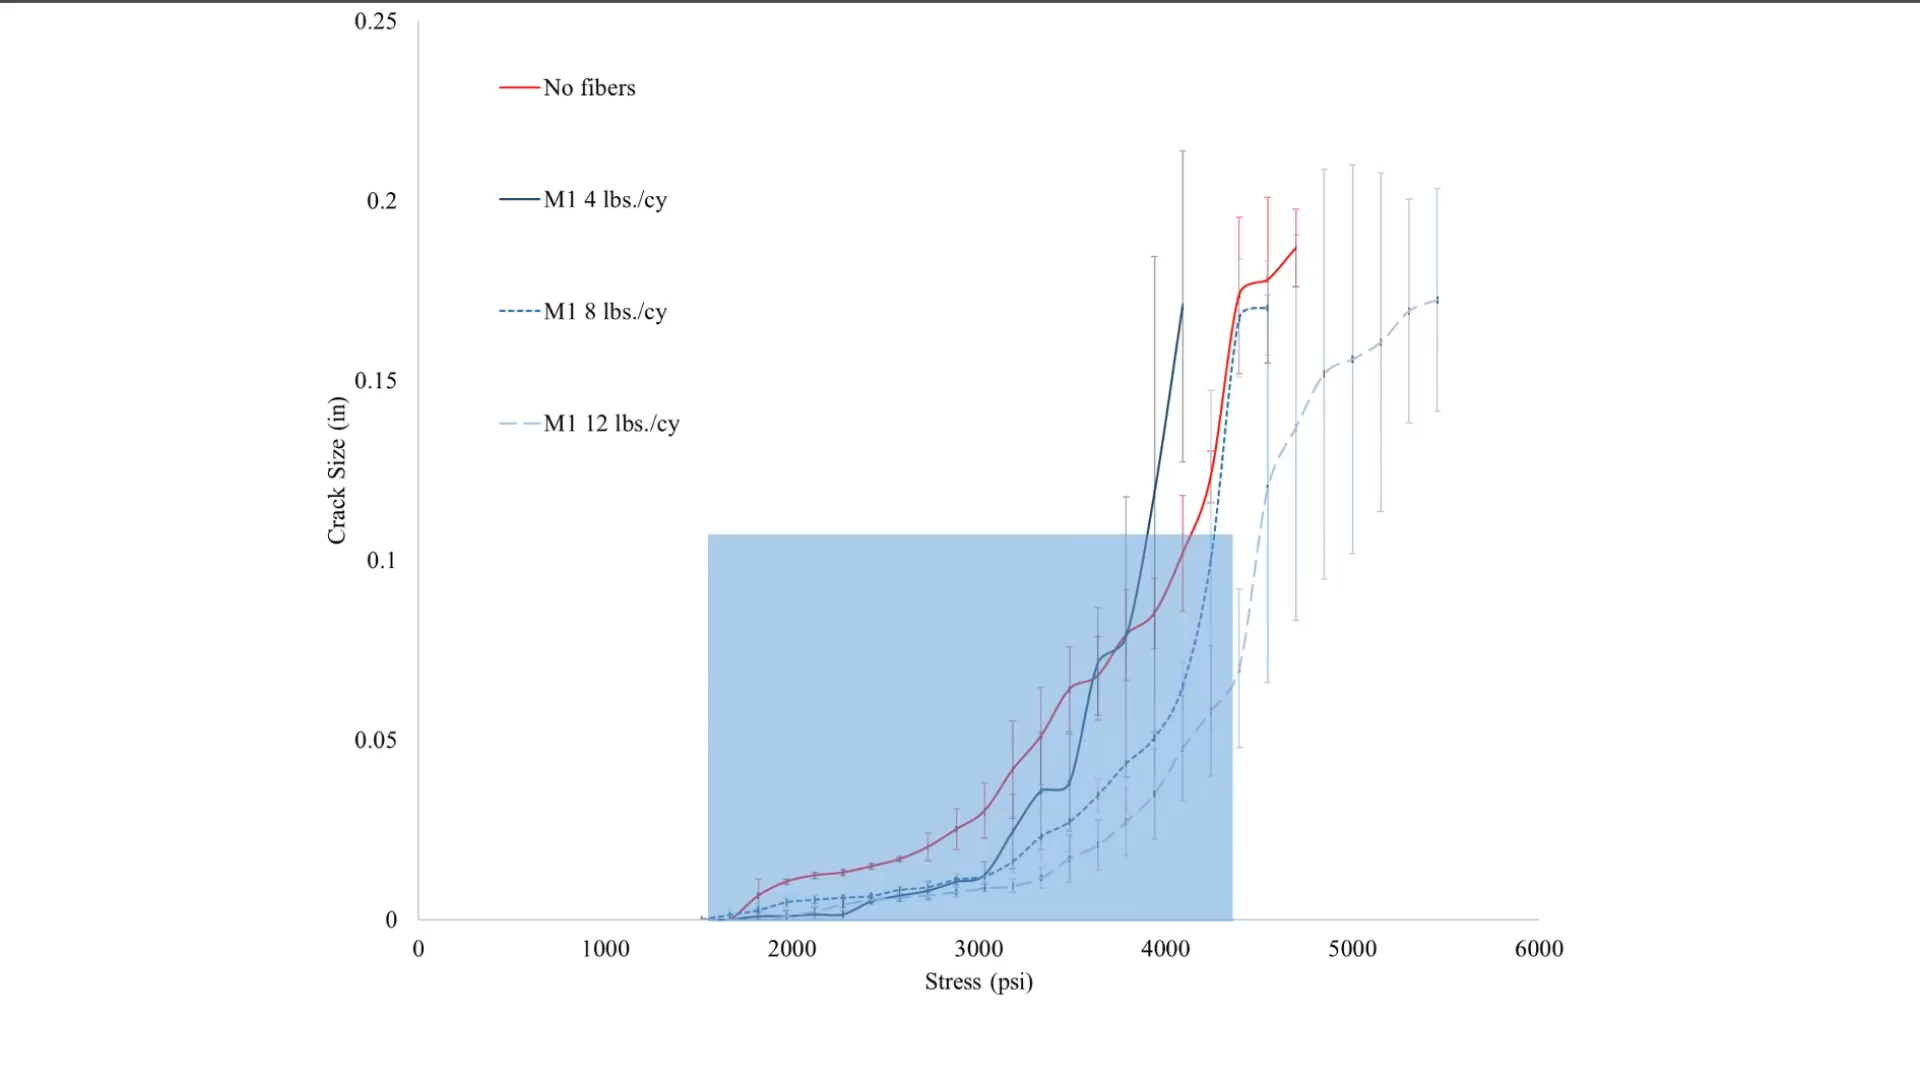 0.25
No fibers
0.2
M1 4 lbs./cy
M1 8 lbs./cy
0.15
M1 12 lbs./cy
Crack Size (in)
0.1
0.05
0
0 1000 2000 3000 4000 5000 6000
Stress (psi)